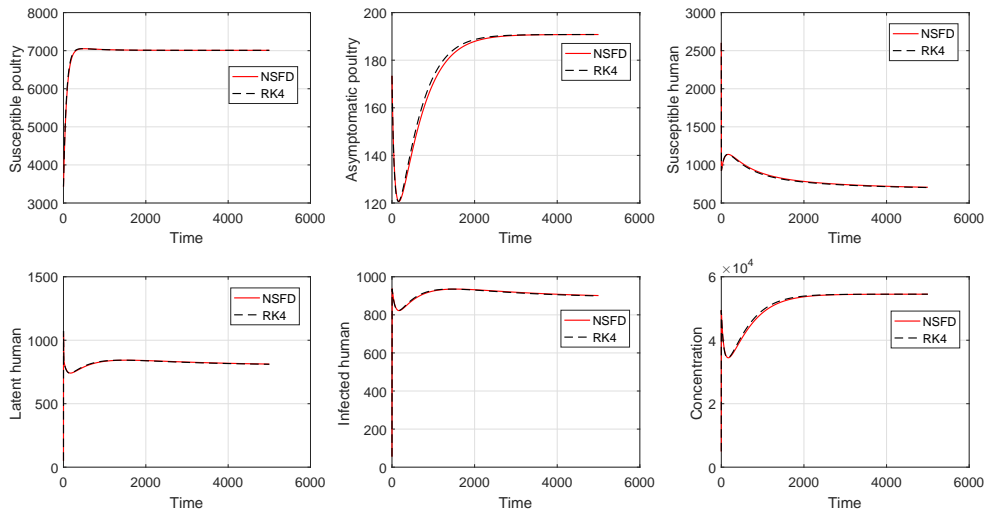 Susceptible poultry
7000
6000
5000
4000
3000
0 2000 4000 6000
Time
NSFD
RK4
Asymptomatic poultry
200
180
160
140
120
0 2000 4000 6000
Time
NSFD
RK4
Susceptible human
3000
2500
2000
1500
1000
500
0 2000 4000 6000
Time
NSFD
RK4
Latent human
1500
1000
500
0
0 2000 4000 6000
Time
NSFD
RK4
Infected human
1000
800
600
400
200
0
0 2000 4000 6000
Time
NSFD
RK4
Concentration
× 10^4
6
4
2
0
0 2000 4000 6000
Time
NSFD
RK4